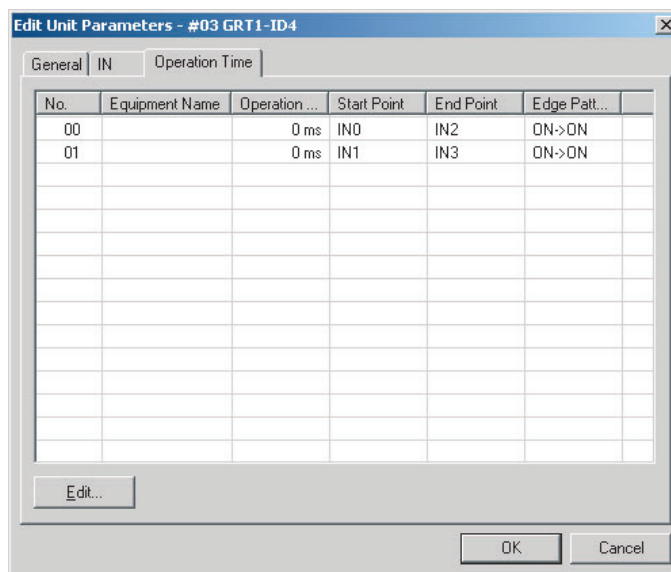 Edit Unit Parameters - #03 GRT1-ID4
General IN Operation Time
No. Equipment Name Operation ... Start Point End Point Edge Patt...
00 0 ms IN0 IN2 ON->ON
01 0 ms IN1 IN3 ON->ON
Edit...
OK Cancel